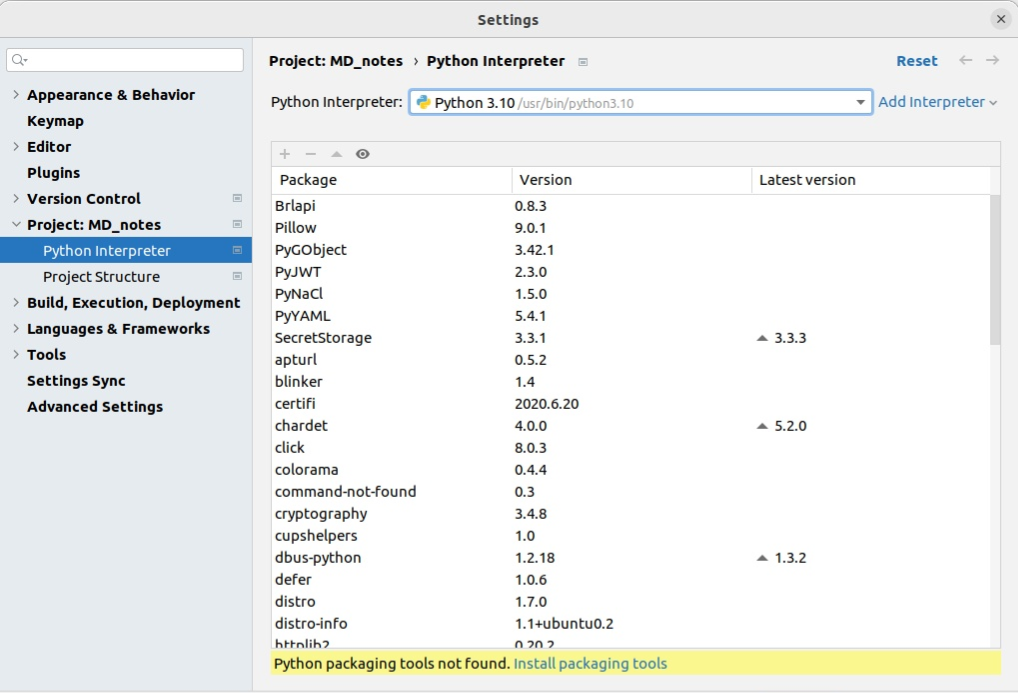 Settings
Project: MD_notes › Python Interpreter
Reset
Appearance & Behavior
Keymap
Editor
Plugins
Version Control
Project: MD_notes
Python Interpreter
Project Structure
Build, Execution, Deployment
Languages & Frameworks
Tools
Settings Sync
Advanced Settings
Python Interpreter: Python 3.10 /usr/bin/python3.10 Add Interpreter
Package Version Latest version
Brlapi 0.8.3
Pillow 9.0.1
PyGObject 3.42.1
PyJWT 2.3.0
PyNaCl 1.5.0
PyYAML 5.4.1
SecretStorage 3.3.1 3.3.3
apturl 0.5.2
blinker 1.4
certifi 2020.6.20
chardet 4.0.0 5.2.0
click 8.0.3
colorama 0.4.4
command-not-found 0.3
cryptography 3.4.8
cupshelpers 1.0
dbus-python 1.2.18 1.3.2
defer 1.0.6
distro 1.7.0
distro-info 1.1+ubuntu0.2
httplib2 0.20.2
Python packaging tools not found. Install packaging tools